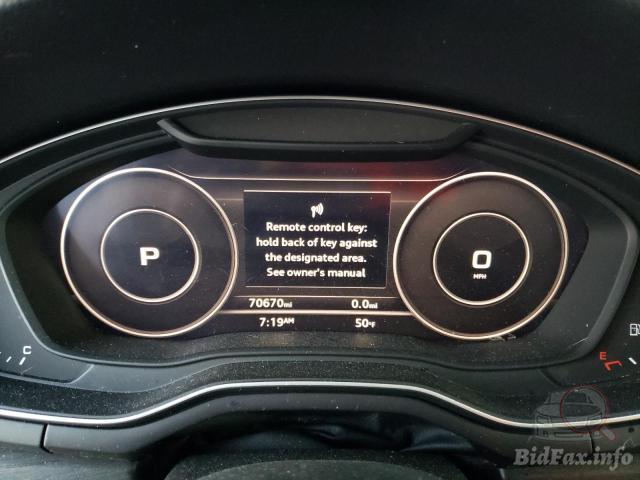 Remote control key:
hold back of key against
the designated area.
See owner's manual
P
0
MPH
70670mi 0.0mi
7:19AM 50°F
C
E
BidFax.info